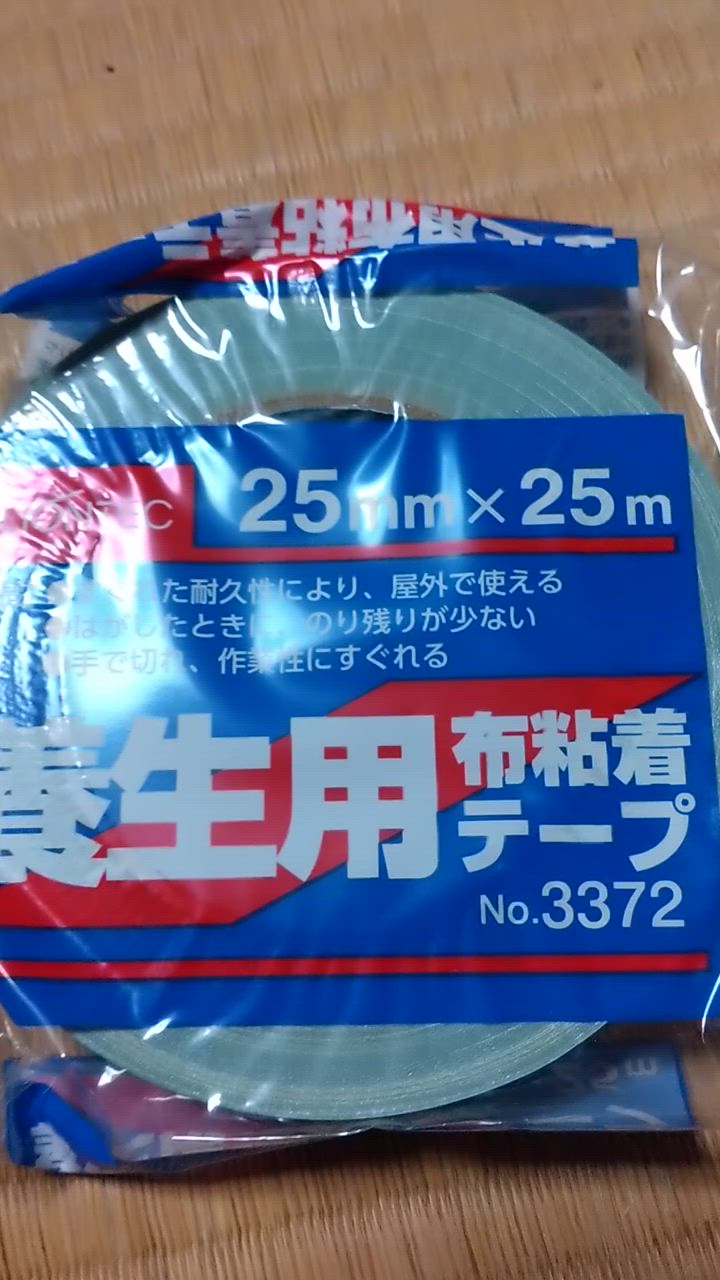 25mm×25m
た耐久性により、屋外で使える
はがしたときに、のり残りが少ない
手で切れ、作業性にすぐれる
養生用
布粘着
テープ
No.3372